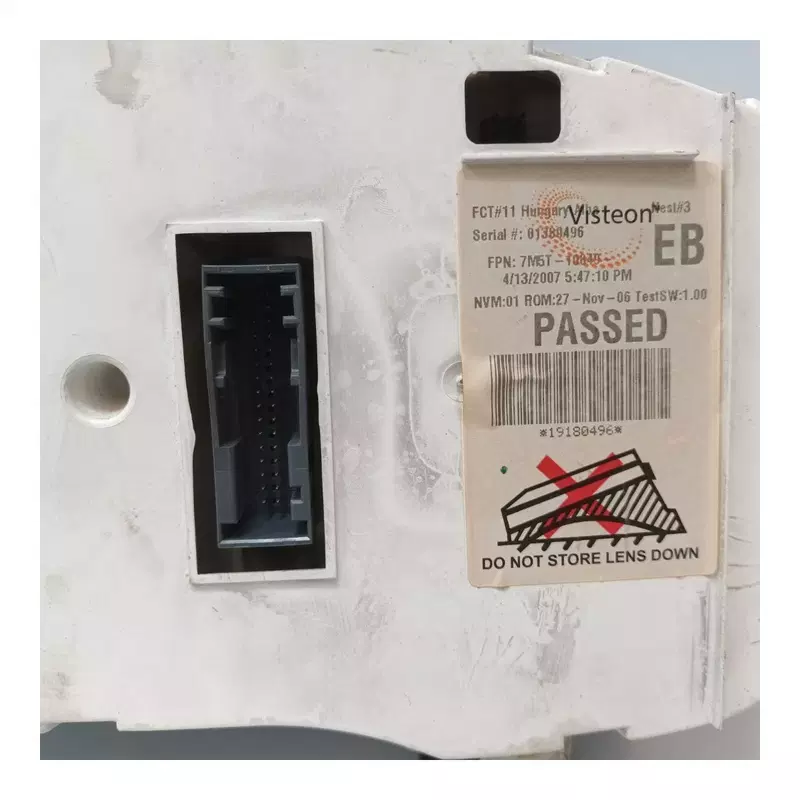 FCT#11 Hungary Nest#3
Visteon
Serial #: 01380496
EB
FPN: 7M5T-
4/13/2007 5:47:10 PM
NVM:01 ROM:27-Nov-06 TestSW:1.00
PASSED
*19180496*
DO NOT STORE LENS DOWN